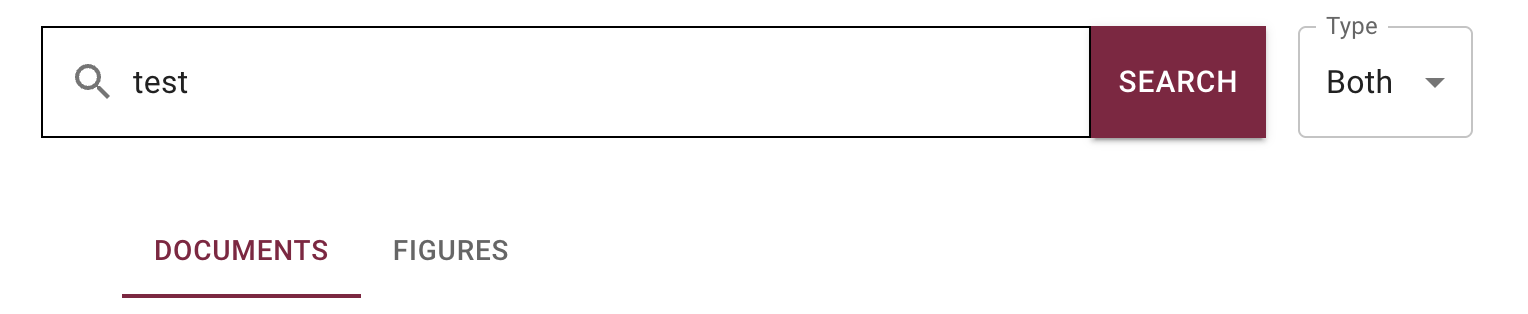 Type
test
SEARCH
Both
DOCUMENTS
FIGURES